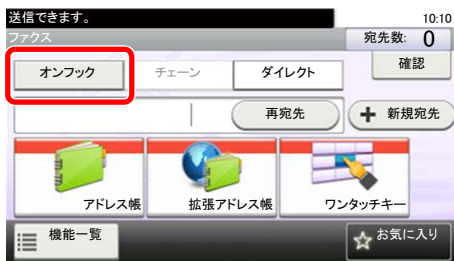 送信できます。 10:10
ファクス 宛先数: 0
オンフック チェーン ダイレクト 確認
再宛先 + 新規宛先
アドレス帳 拡張アドレス帳 ワンタッチキー
機能一覧 お気に入り